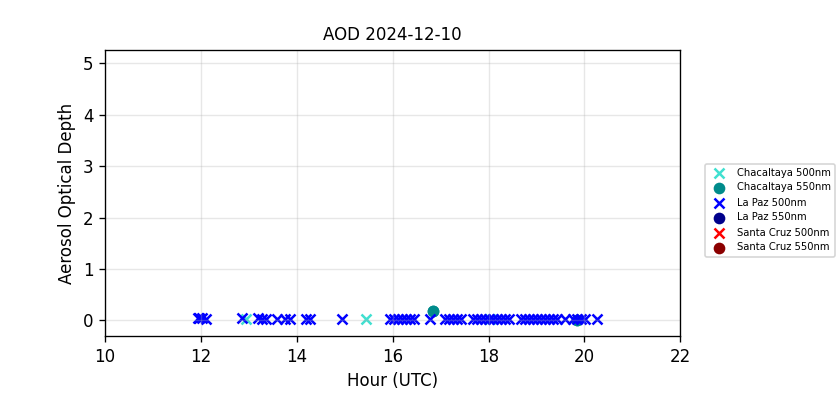 AOD 2024-12-10
Aerosol Optical Depth
5
4
3
2
1
0
10 12 14 16 18 20 22
Hour (UTC)
Chacaltaya 500nm
Chacaltaya 550nm
La Paz 500nm
La Paz 550nm
Santa Cruz 500nm
Santa Cruz 550nm